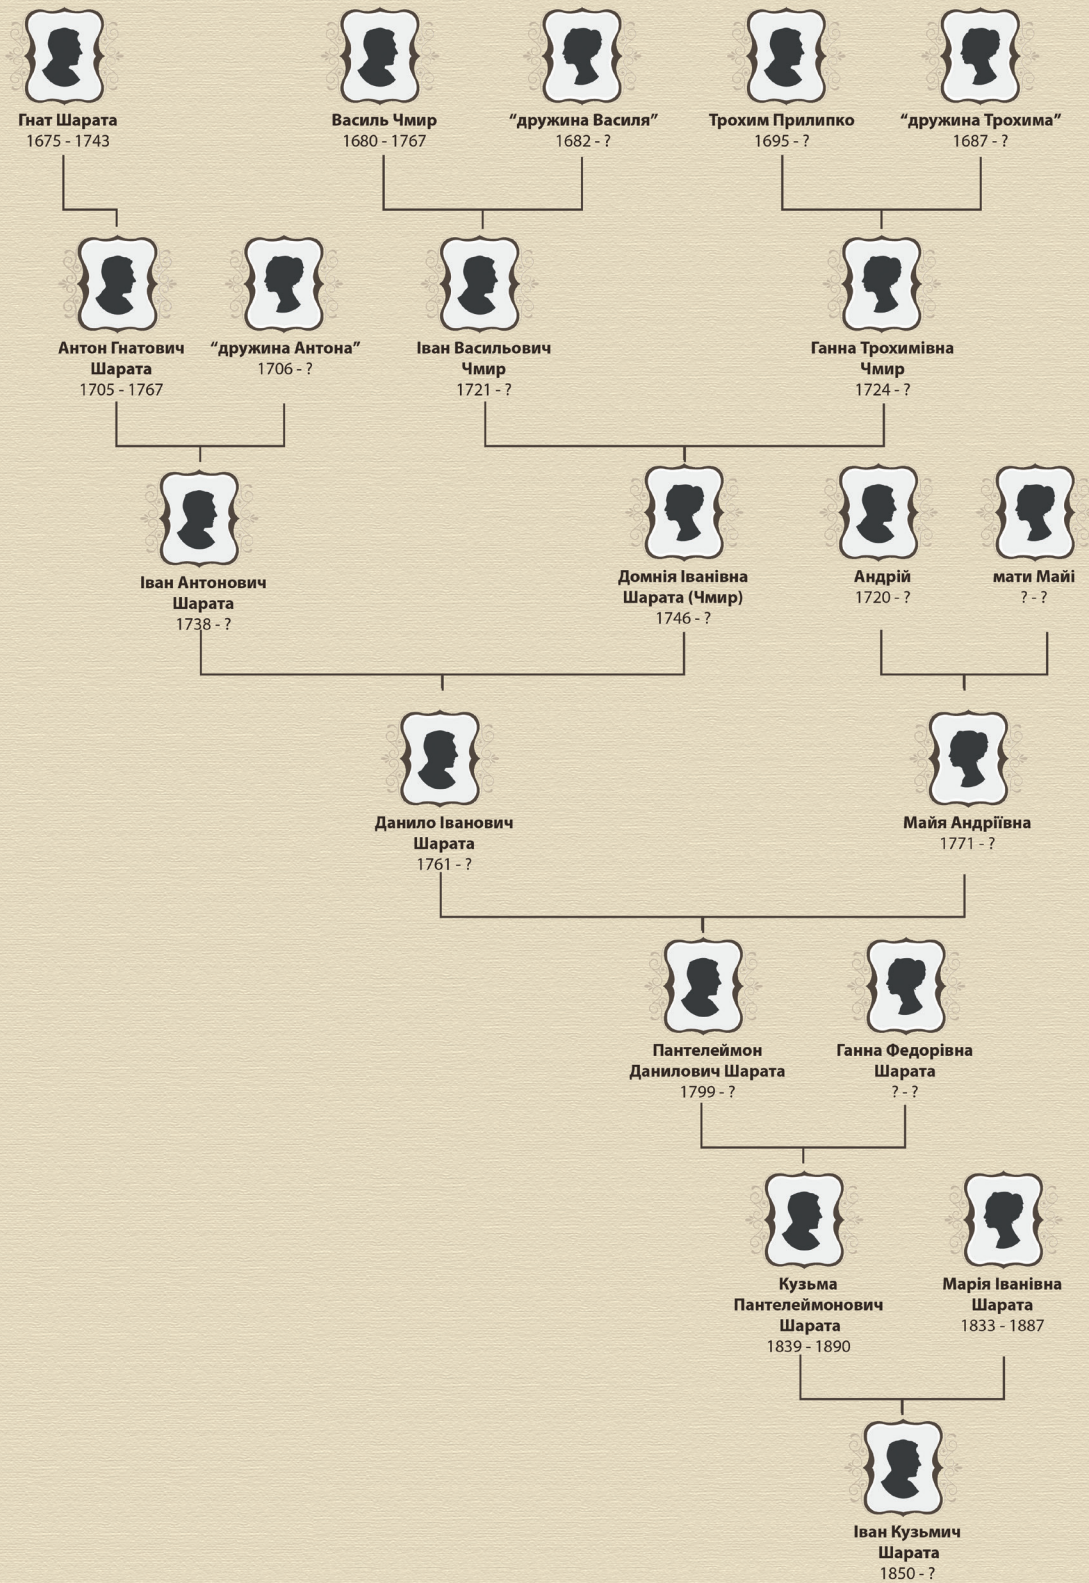 Гнат Шарата
1675 - 1743
Василь Чмир
1680 - 1767
“дружина Василя”
1682 - ?
Трохим Прилипко
1695 - ?
“дружина Трохима”
1687 - ?
Антон Гнатович
Шарата
1705 - 1767
“дружина Антона”
1706 - ?
Іван Васильович
Чмир
1721 - ?
Ганна Трохимівна
Чмир
1724 - ?
Іван Антонович
Шарата
1738 - ?
Домнія Іванівна
Шарата (Чмир)
1746 - ?
Андрій
1720 - ?
мати Майі
? - ?
Данило Іванович
Шарата
1761 - ?
Майя Андріївна
1771 - ?
Пантелеймон
Данилович Шарата
1799 - ?
Ганна Федорівна
Шарата
? - ?
Кузьма
Пантелеймонович
Шарата
1839 - 1890
Марія Іванівна
Шарата
1833 - 1887
Іван Кузьмич
Шарата
1850 - ?